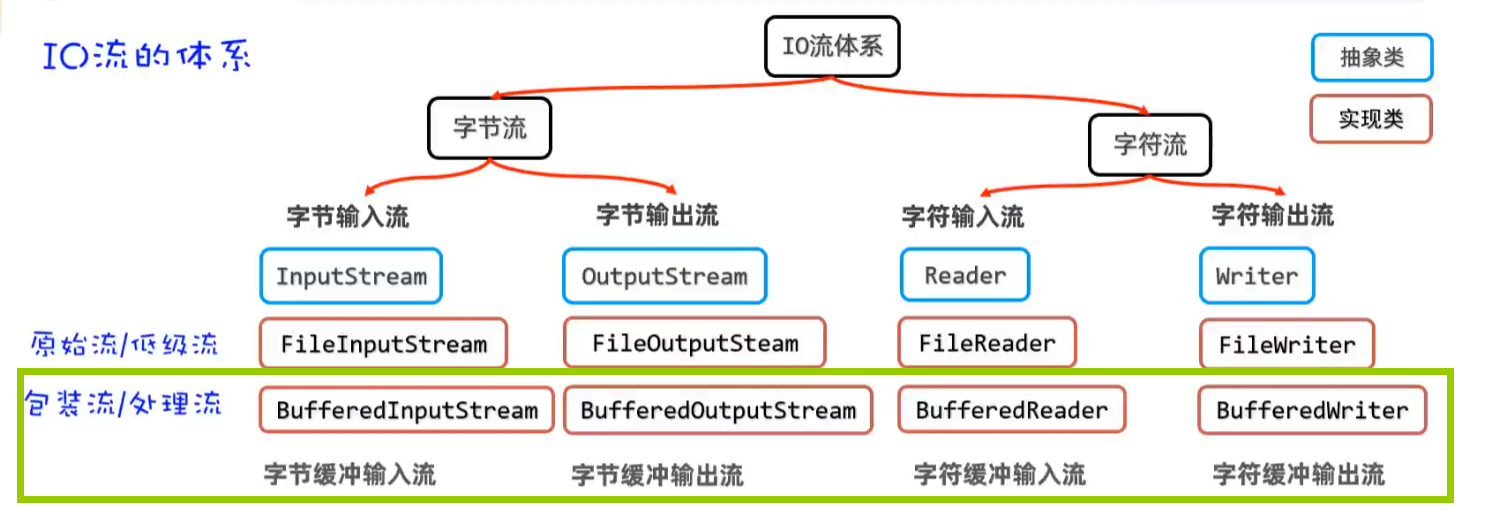 IO流的体系
IO流体系
抽象类
实现类
字节流
字符流
字节输入流
字节输出流
字符输入流
字符输出流
InputStream
OutputStream
Reader
Writer
原始流/低级流
FileInputStream
FileOutputSteam
FileReader
FileWriter
包装流/处理流
BufferedInputStream
BufferedOutputStream
BufferedReader
BufferedWriter
字节缓冲输入流
字节缓冲输出流
字符缓冲输入流
字符缓冲输出流